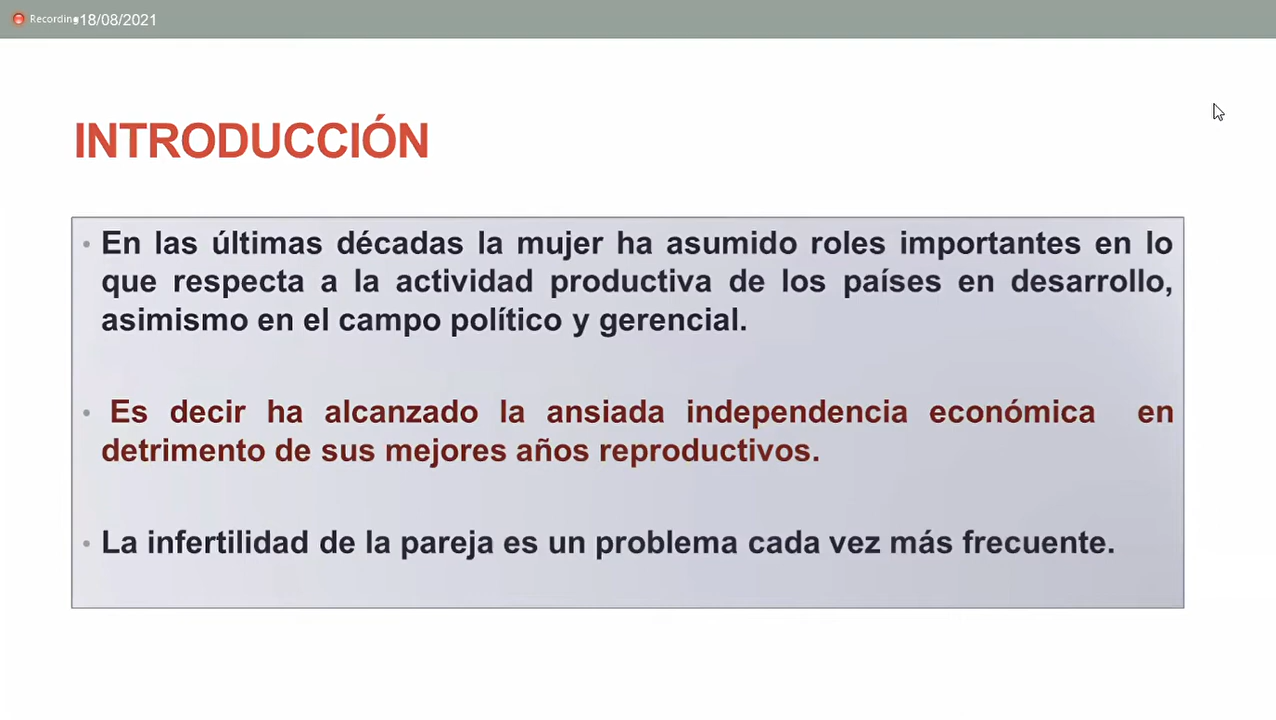 Recording
18/08/2021
INTRODUCCIÓN
• En las últimas décadas la mujer ha asumido roles importantes en lo
que respecta a la actividad productiva de los países en desarrollo,
asimismo en el campo político y gerencial.
• Es decir ha alcanzado la ansiada independencia económica en
detrimento de sus mejores años reproductivos.
• La infertilidad de la pareja es un problema cada vez más frecuente.